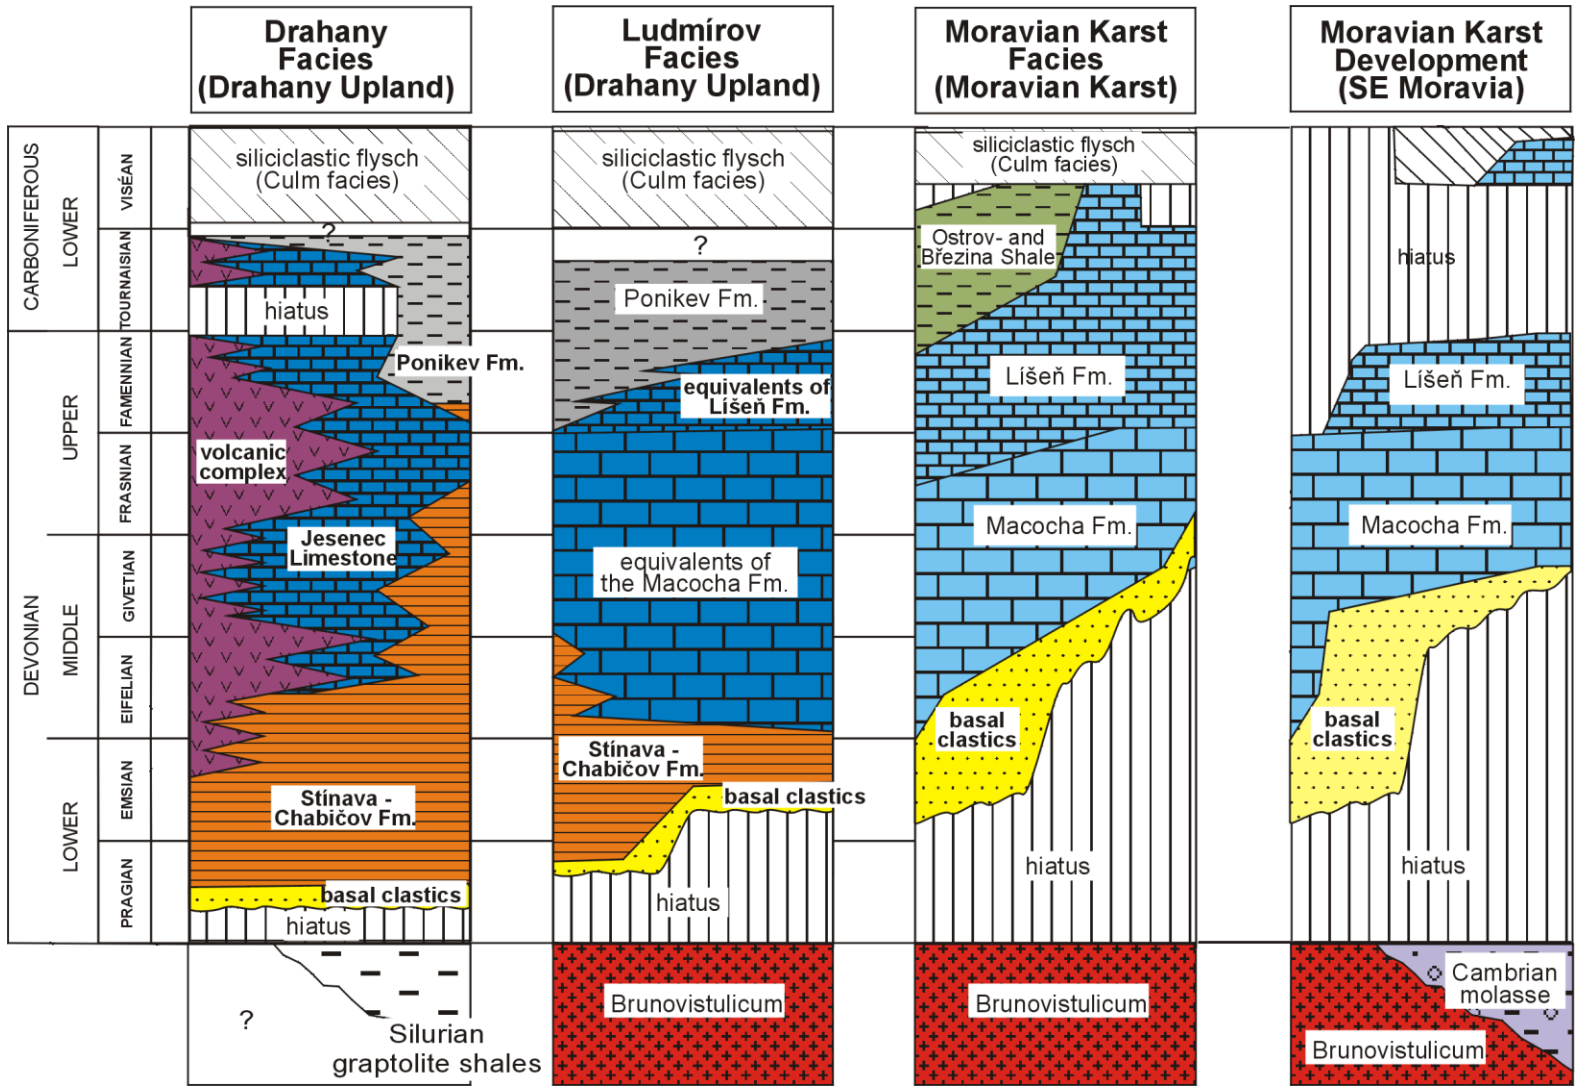 Drahany
Facies
(Drahany Upland)
Ludmírov
Facies
(Drahany Upland)
Moravian Karst
Facies
(Moravian Karst)
Moravian Karst
Development
(SE Moravia)
CARBONIFEROUS
LOWER
VISÉAN
TOURNAISIAN
DEVONIAN
UPPER
FAMENNIAN
FRASNIAN
MIDDLE
GIVETIAN
EIFELIAN
LOWER
EMSIAN
PRAGIAN
siliciclastic flysch
(Culm facies)
?
hiatus
Ponikev Fm.
volcanic
complex
Jesenec
Limestone
Stínava -
Chabičov Fm.
basal clastics
hiatus
?
Silurian
graptolite shales
siliciclastic flysch
(Culm facies)
?
Ponikev Fm.
equivalents of
Líšeň Fm.
equivalents of
the Macocha Fm.
Stínava -
Chabičov Fm.
basal clastics
hiatus
Brunovistulicum
siliciclastic flysch
(Culm facies)
Ostrov- and
Březina Shale
Líšeň Fm.
Macocha Fm.
basal
clastics
hiatus
Brunovistulicum
hiatus
Líšeň Fm.
Macocha Fm.
basal
clastics
hiatus
Cambrian
molasse
Brunovistulicum